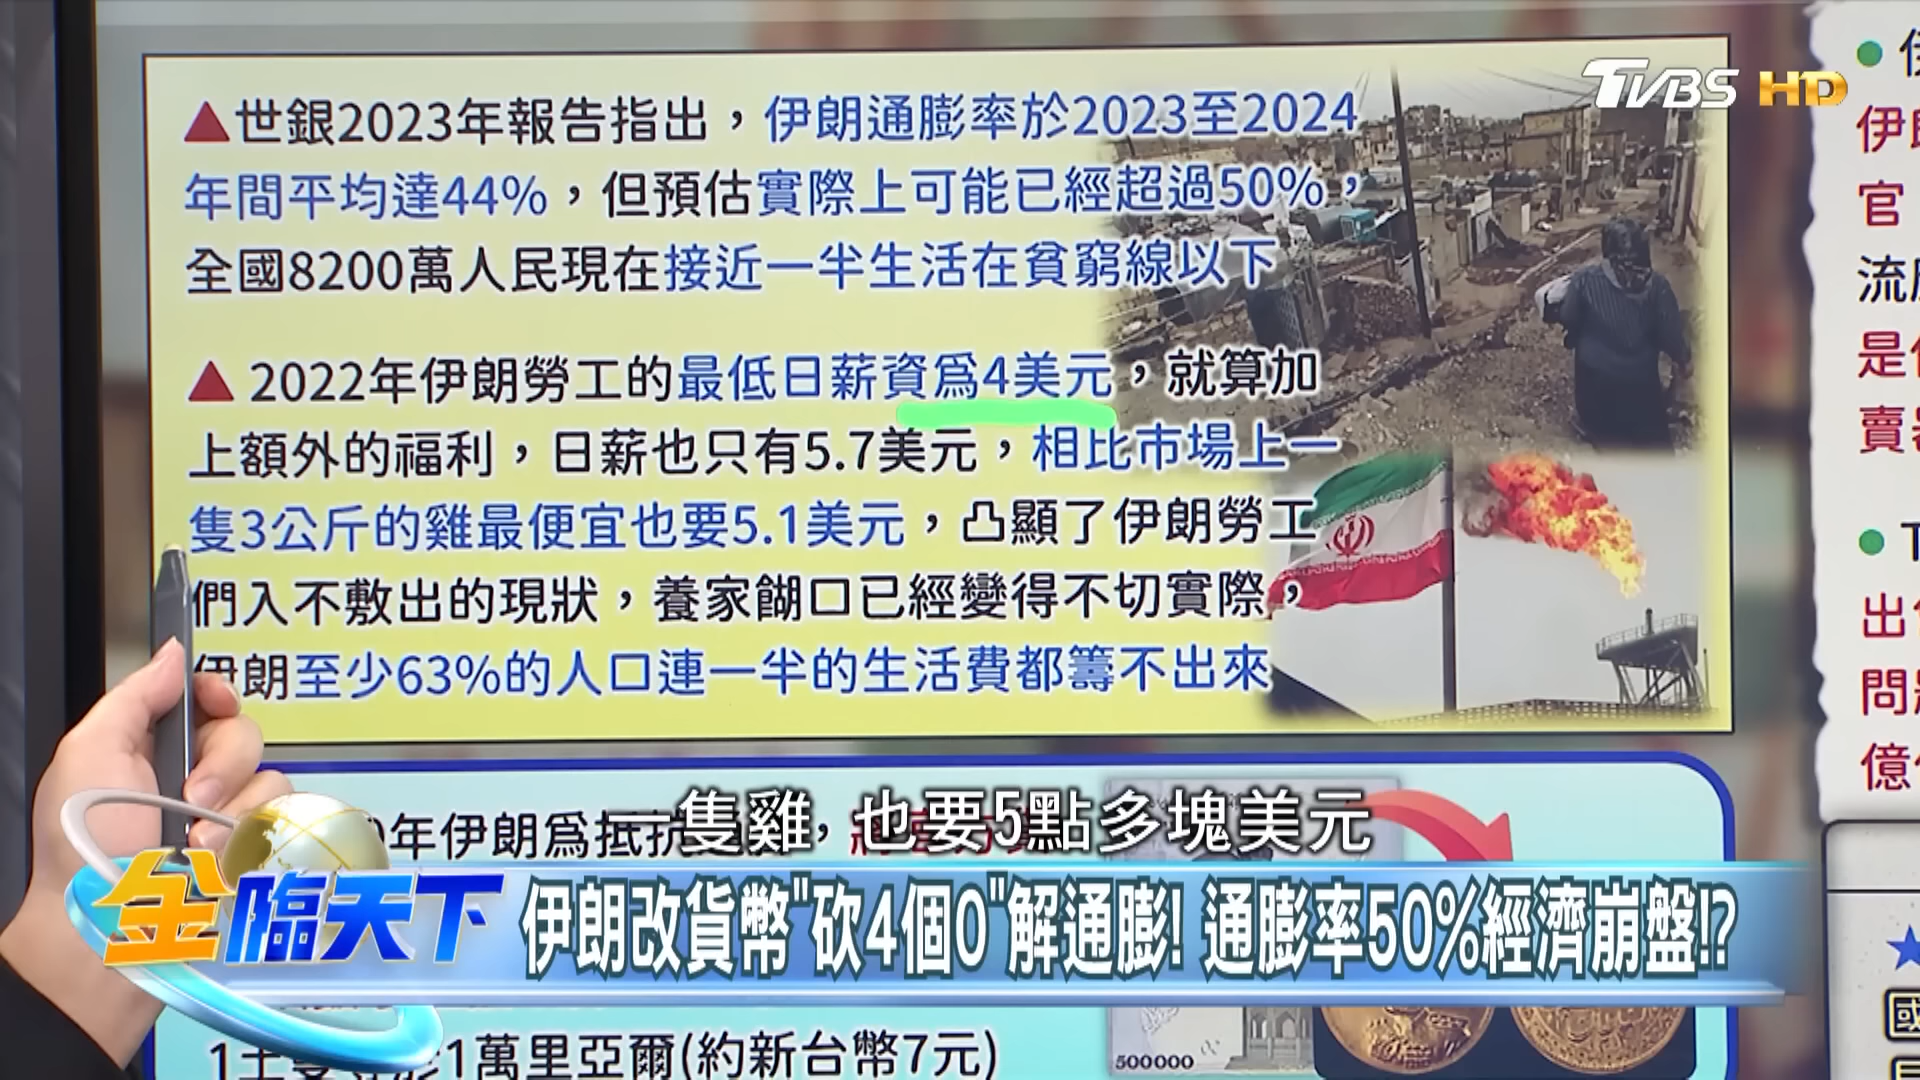 TVBS HD
▲世銀2023年報告指出，伊朗通膨率於2023至2024
年間平均達44%，但預估實際上可能已經超過50%，
全國8200萬人民現在接近一半生活在貧窮線以下
▲ 2022年伊朗勞工的最低日薪資為4美元，就算加
上額外的福利，日薪也只有5.7美元，相比市場上一
隻3公斤的雞最便宜也要5.1美元，凸顯了伊朗勞工
們入不敷出的現狀，養家餬口已經變得不切實際，
伊朗至少63%的人口連一半的生活費都籌不出來
伊朗
官
流
是
賣
出
問
億
年伊朗為抵抗
一隻雞 也要5點多塊美元
金臨天下
伊朗改貨幣"砍4個0"解通膨! 通膨率50%經濟崩盤!?
1萬里亞爾(約新台幣7元)
500000
國